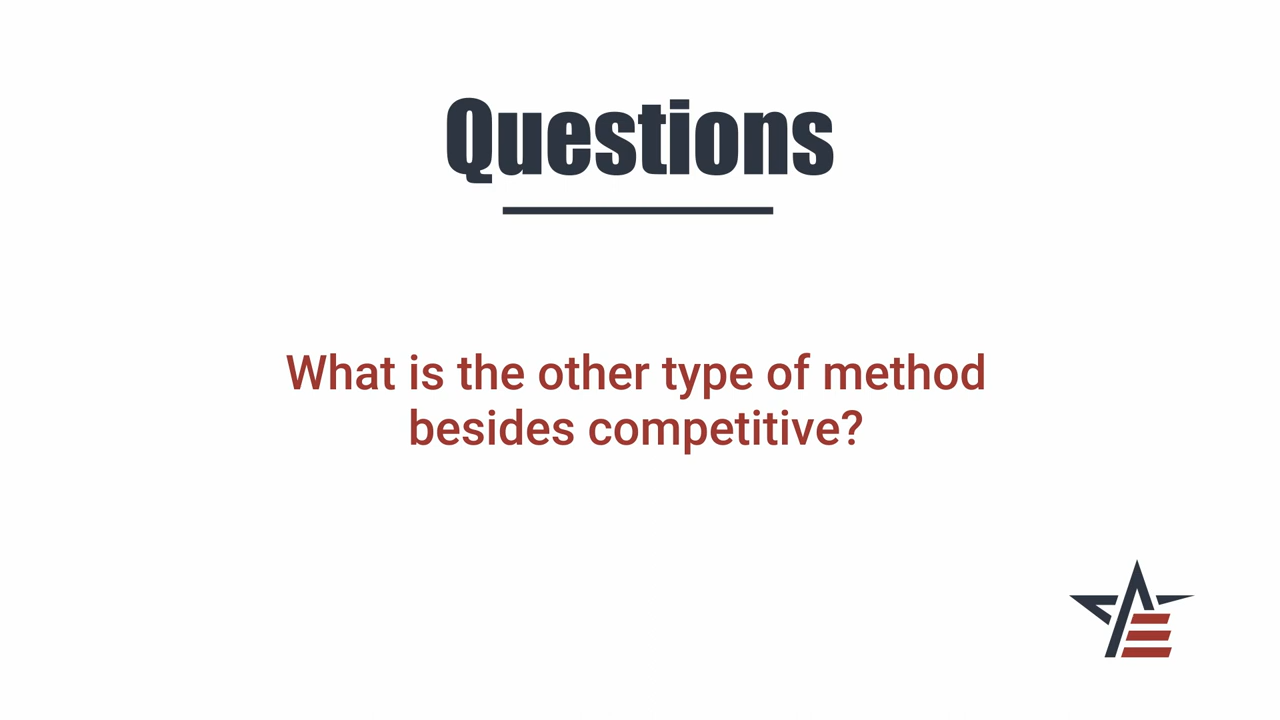 Questions
What is the other type of method
besides competitive?